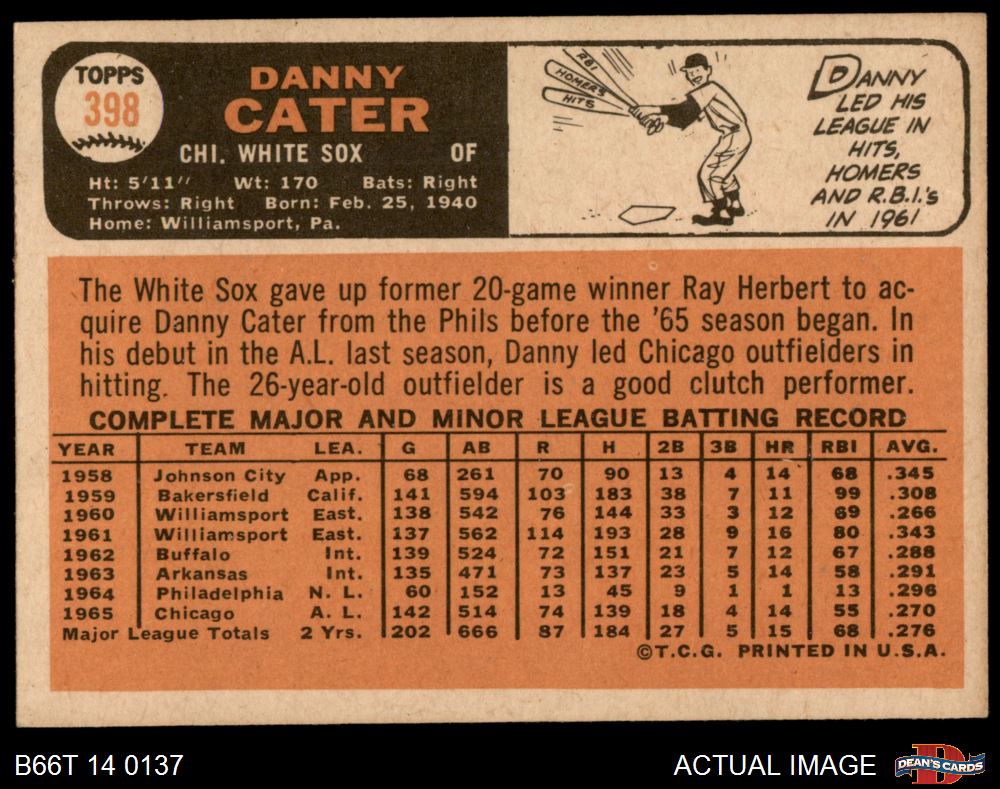 TOPPS
398
DANNY
CATER
CHI. WHITE SOX OF
Ht: 5'11" Wt: 170 Bats: Right
Throws: Right Born: Feb. 25, 1940
Home: Williamsport, Pa.
RBI
HOMERS
HITS
DANNY
LED HIS
LEAGUE IN
HITS,
HOMERS
AND R.B.I.'s
IN 1961
The White Sox gave up former 20-game winner Ray Herbert to ac-
quire Danny Cater from the Phils before the '65 season began. In
his debut in the A.L. last season, Danny led Chicago outfielders in
hitting. The 26-year-old outfielder is a good clutch performer.
COMPLETE MAJOR AND MINOR LEAGUE BATTING RECORD
YEAR TEAM LEA. G AB R H 2B 3B HR RBI AVG.
1958 Johnson City App. 68 261 70 90 13 4 14 68 .345
1959 Bakersfield Calif. 141 594 103 183 38 7 11 99 .308
1960 Williamsport East. 138 542 76 144 33 3 12 69 .266
1961 Williamsport East. 137 562 114 193 28 9 16 80 .343
1962 Buffalo Int. 139 524 72 151 21 7 12 67 .288
1963 Arkansas Int. 135 471 73 137 23 5 14 58 .291
1964 Philadelphia N. L. 60 152 13 45 9 1 1 13 .296
1965 Chicago A. L. 142 514 74 139 18 4 14 55 .270
Major League Totals 2 Yrs. 202 666 87 184 27 5 15 68 .276
©T.C.G. PRINTED IN U.S.A.
B66T 14 0137 ACTUAL IMAGE
D
DEAN'S CARDS